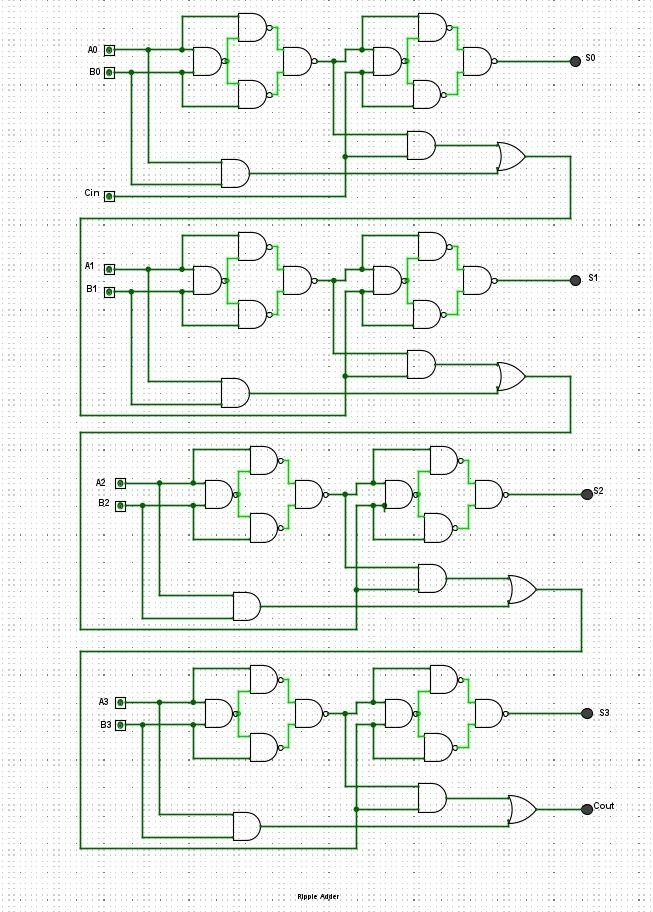 A0
S0
B0
Cin
A1
S1
B1
A2
S2
B2
A3
S3
B3
Cout
Ripple Adder